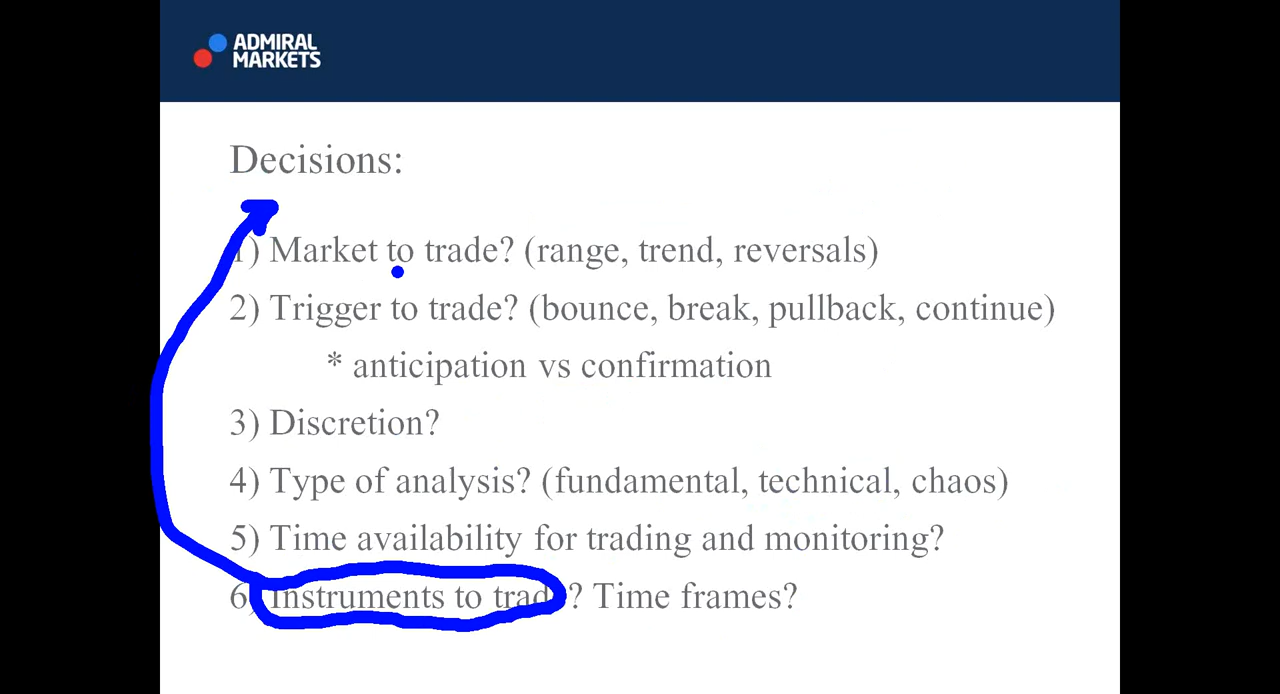 ADMIRAL
MARKETS
Decisions:
1) Market to trade? (range, trend, reversals)
2) Trigger to trade? (bounce, break, pullback, continue)
* anticipation vs confirmation
3) Discretion?
4) Type of analysis? (fundamental, technical, chaos)
5) Time availability for trading and monitoring?
6) Instruments to trade? Time frames?